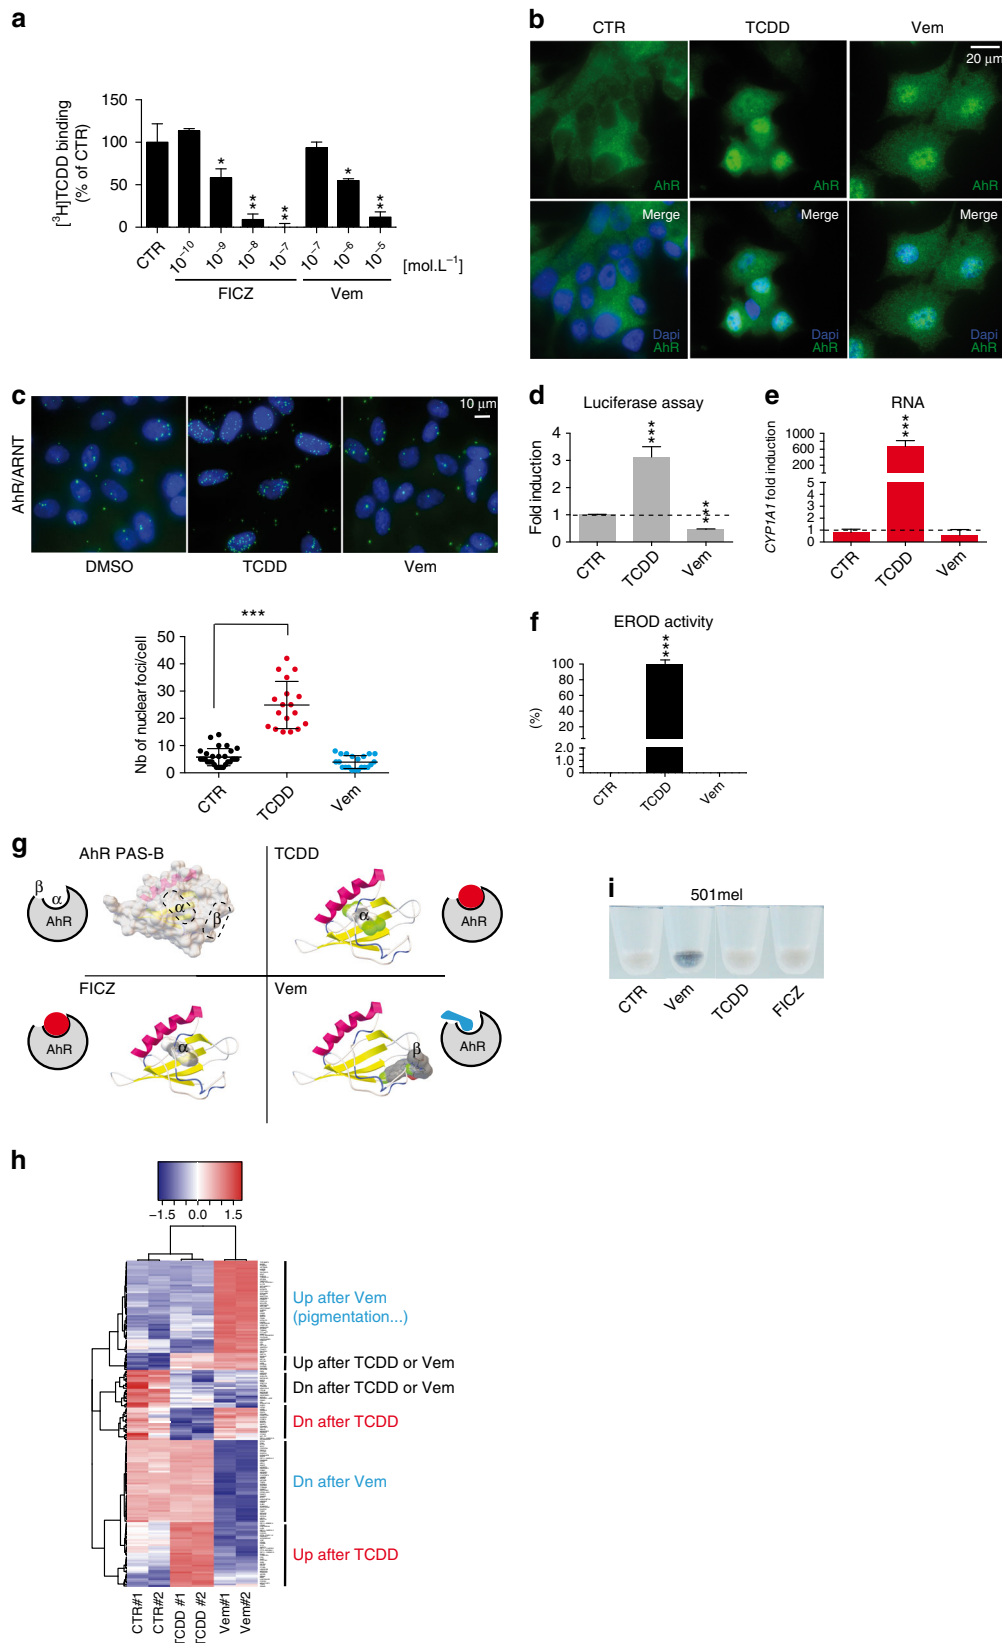 a
[³H]TCDD binding
(% of CTR)
150
100
50
0
CTR
10⁻¹⁰
10⁻⁹
10⁻⁸
10⁻⁷
10⁻⁷
10⁻⁶
10⁻⁵
[mol.L⁻¹]
FICZ
Vem
*
**
**
*
**
b
CTR
TCDD
Vem
20 µm
AhR
AhR
AhR
Merge
Merge
Merge
Dapi
AhR
Dapi
AhR
Dapi
AhR
c
AhR/ARNT
10 µm
DMSO
TCDD
Vem
***
Nb of nuclear foci/cell
50
40
30
20
10
0
CTR
TCDD
Vem
d
Luciferase assay
Fold induction
4
3
2
1
0
***
***
CTR
TCDD
Vem
e
RNA
CYP1A1 fold induction
1000
800
600
5
4
3
2
1
0
***
CTR
TCDD
Vem
f
EROD activity
(%)
100
80
60
40
20
2.0
1.0
0
***
CTR
TCDD
Vem
g
AhR PAS-B
β
α
AhR
α
β
TCDD
α
AhR
FICZ
AhR
α
Vem
β
AhR
i
501mel
CTR
Vem
TCDD
FICZ
h
−1.5
0.0
1.5
Up after Vem
(pigmentation...)
Up after TCDD or Vem
Dn after TCDD or Vem
Dn after TCDD
Dn after Vem
Up after TCDD
CTR#1
CTR#2
TCDD #1
TCDD #2
Vem#1
Vem#2